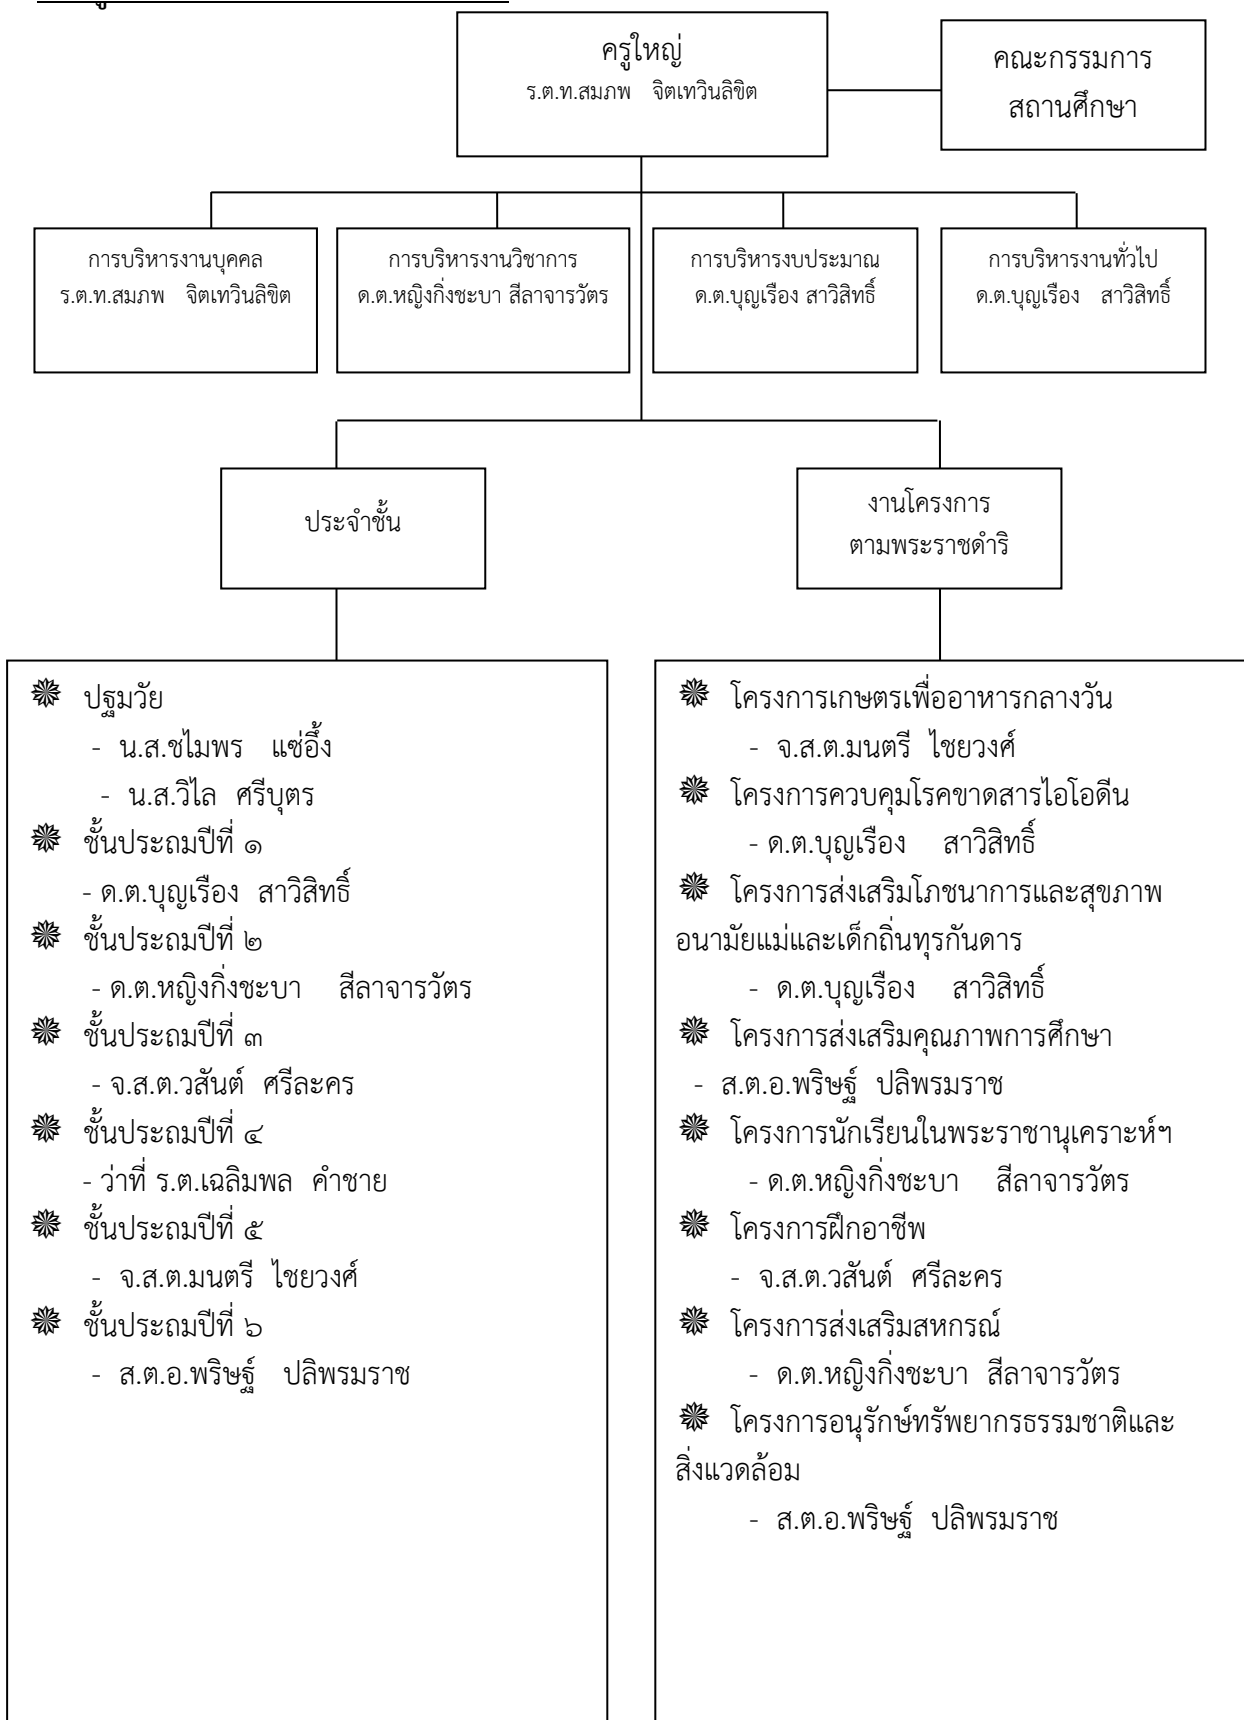 ครูใหญ่
ร.ต.ท.สมภพ จิตเทวินลิขิต
คณะกรรมการ
สถานศึกษา
การบริหารงานบุคคล
ร.ต.ท.สมภพ จิตเทวินลิขิต
การบริหารงานวิชาการ
ด.ต.หญิงกิ่งชะบา สีลาจารวัตร
การบริหารงบประมาณ
ด.ต.บุญเรือง สาวิสิทธิ์
การบริหารงานทั่วไป
ด.ต.บุญเรือง สาวิสิทธิ์
ประจำชั้น
งานโครงการ
ตามพระราชดำริ
ปฐมวัย
- น.ส.ชไมพร แซ่อึ้ง
- น.ส.วิไล ศรีบุตร
ชั้นประถมปีที่ ๑
- ด.ต.บุญเรือง สาวิสิทธิ์
ชั้นประถมปีที่ ๒
- ด.ต.หญิงกิ่งชะบา สีลาจารวัตร
ชั้นประถมปีที่ ๓
- จ.ส.ต.วสันต์ ศรีละคร
ชั้นประถมปีที่ ๔
- ว่าที่ ร.ต.เฉลิมพล คำชาย
ชั้นประถมปีที่ ๕
- จ.ส.ต.มนตรี ไชยวงศ์
ชั้นประถมปีที่ ๖
- ส.ต.อ.พริษฐ์ ปลิพรมราช
โครงการเกษตรเพื่ออาหารกลางวัน
- จ.ส.ต.มนตรี ไชยวงศ์
โครงการควบคุมโรคขาดสารไอโอดีน
- ด.ต.บุญเรือง สาวิสิทธิ์
โครงการส่งเสริมโภชนาการและสุขภาพ
อนามัยแม่และเด็กถิ่นทุรกันดาร
- ด.ต.บุญเรือง สาวิสิทธิ์
โครงการส่งเสริมคุณภาพการศึกษา
- ส.ต.อ.พริษฐ์ ปลิพรมราช
โครงการนักเรียนในพระราชานุเคราะห์ฯ
- ด.ต.หญิงกิ่งชะบา สีลาจารวัตร
โครงการฝึกอาชีพ
- จ.ส.ต.วสันต์ ศรีละคร
โครงการส่งเสริมสหกรณ์
- ด.ต.หญิงกิ่งชะบา สีลาจารวัตร
โครงการอนุรักษ์ทรัพยากรธรรมชาติและ
สิ่งแวดล้อม
- ส.ต.อ.พริษฐ์ ปลิพรมราช